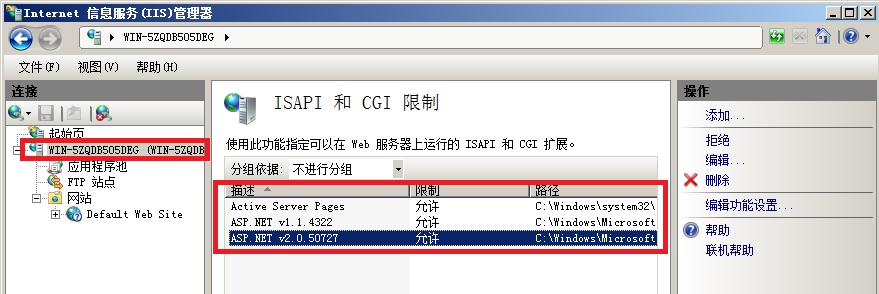 Internet 信息服务(IIS)管理器
WIN-5ZQDB505DEG
文件(F) 视图(V) 帮助(H)
连接
起始页
WIN-5ZQDB505DEG (WIN-5ZQDB
应用程序池
FTP 站点
网站
Default Web Site
ISAPI 和 CGI 限制
使用此功能指定可以在 Web 服务器上运行的 ISAPI 和 CGI 扩展。
分组依据: 不进行分组
描述 限制 路径
Active Server Pages 允许 C:\Windows\system32\
ASP.NET v1.1.4322 允许 C:\Windows\Microsoft
ASP.NET v2.0.50727 允许 C:\Windows\Microsoft
操作
添加...
拒绝
编辑...
删除
编辑功能设置...
帮助
联机帮助